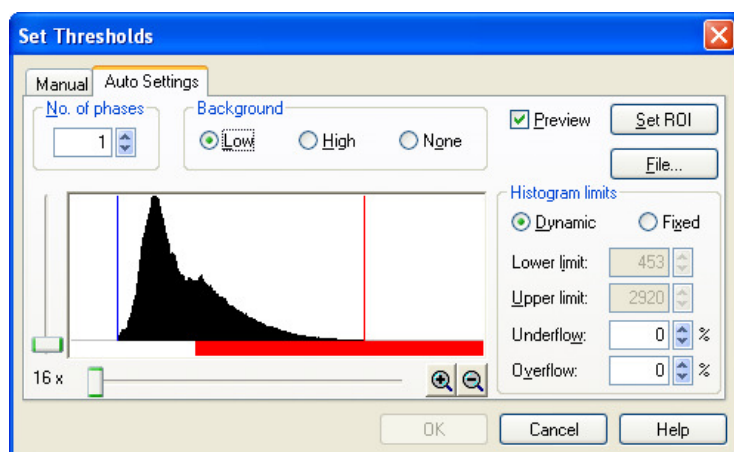 Set Thresholds
Manual Auto Settings
No. of phases
1
Background
Low High None
Preview
Set ROI
File...
Histogram limits
Dynamic Fixed
Lower limit: 453
Upper limit: 2920
Underflow: 0 %
Overflow: 0 %
16 x
OK Cancel Help